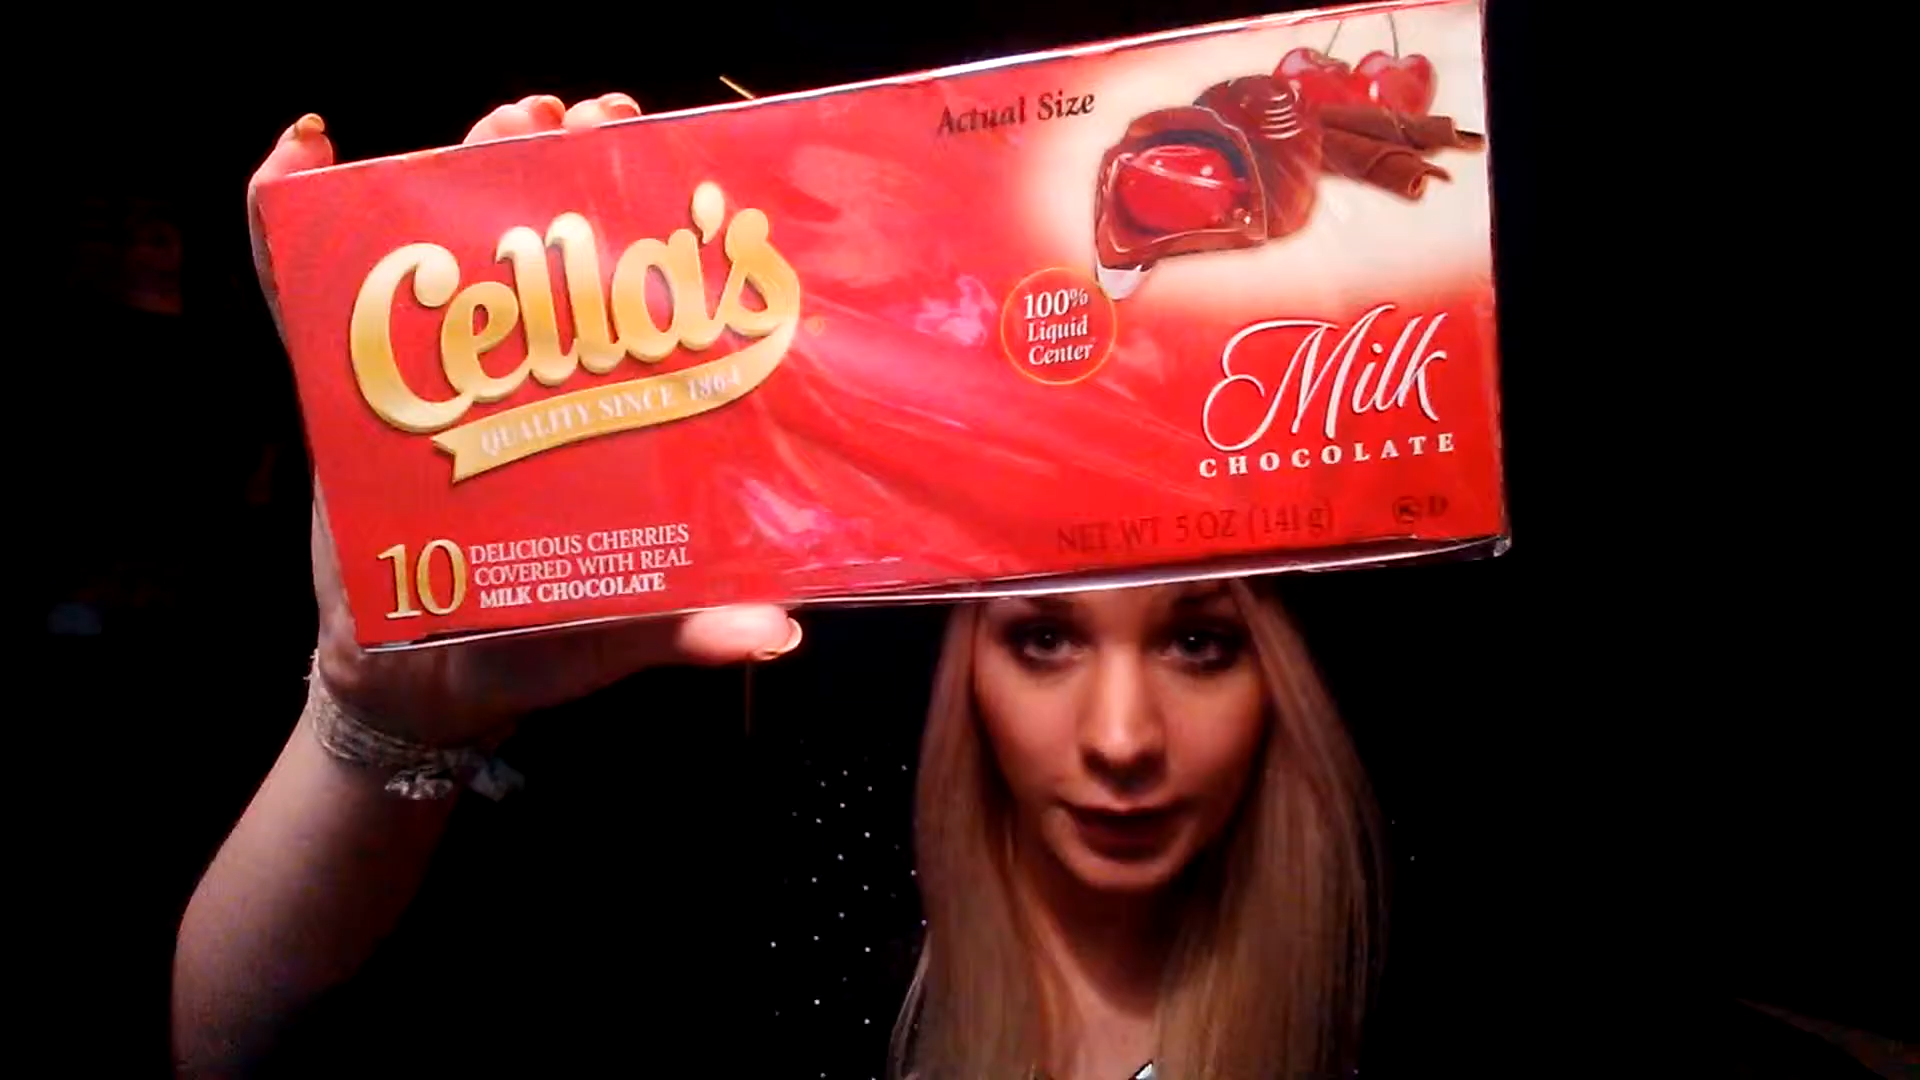 Actual Size
Cella's
QUALITY SINCE 1864
100%
Liquid
Center
Milk
CHOCOLATE
10 DELICIOUS CHERRIES
COVERED WITH REAL
MILK CHOCOLATE
NET WT 5 OZ (141 g)
K D